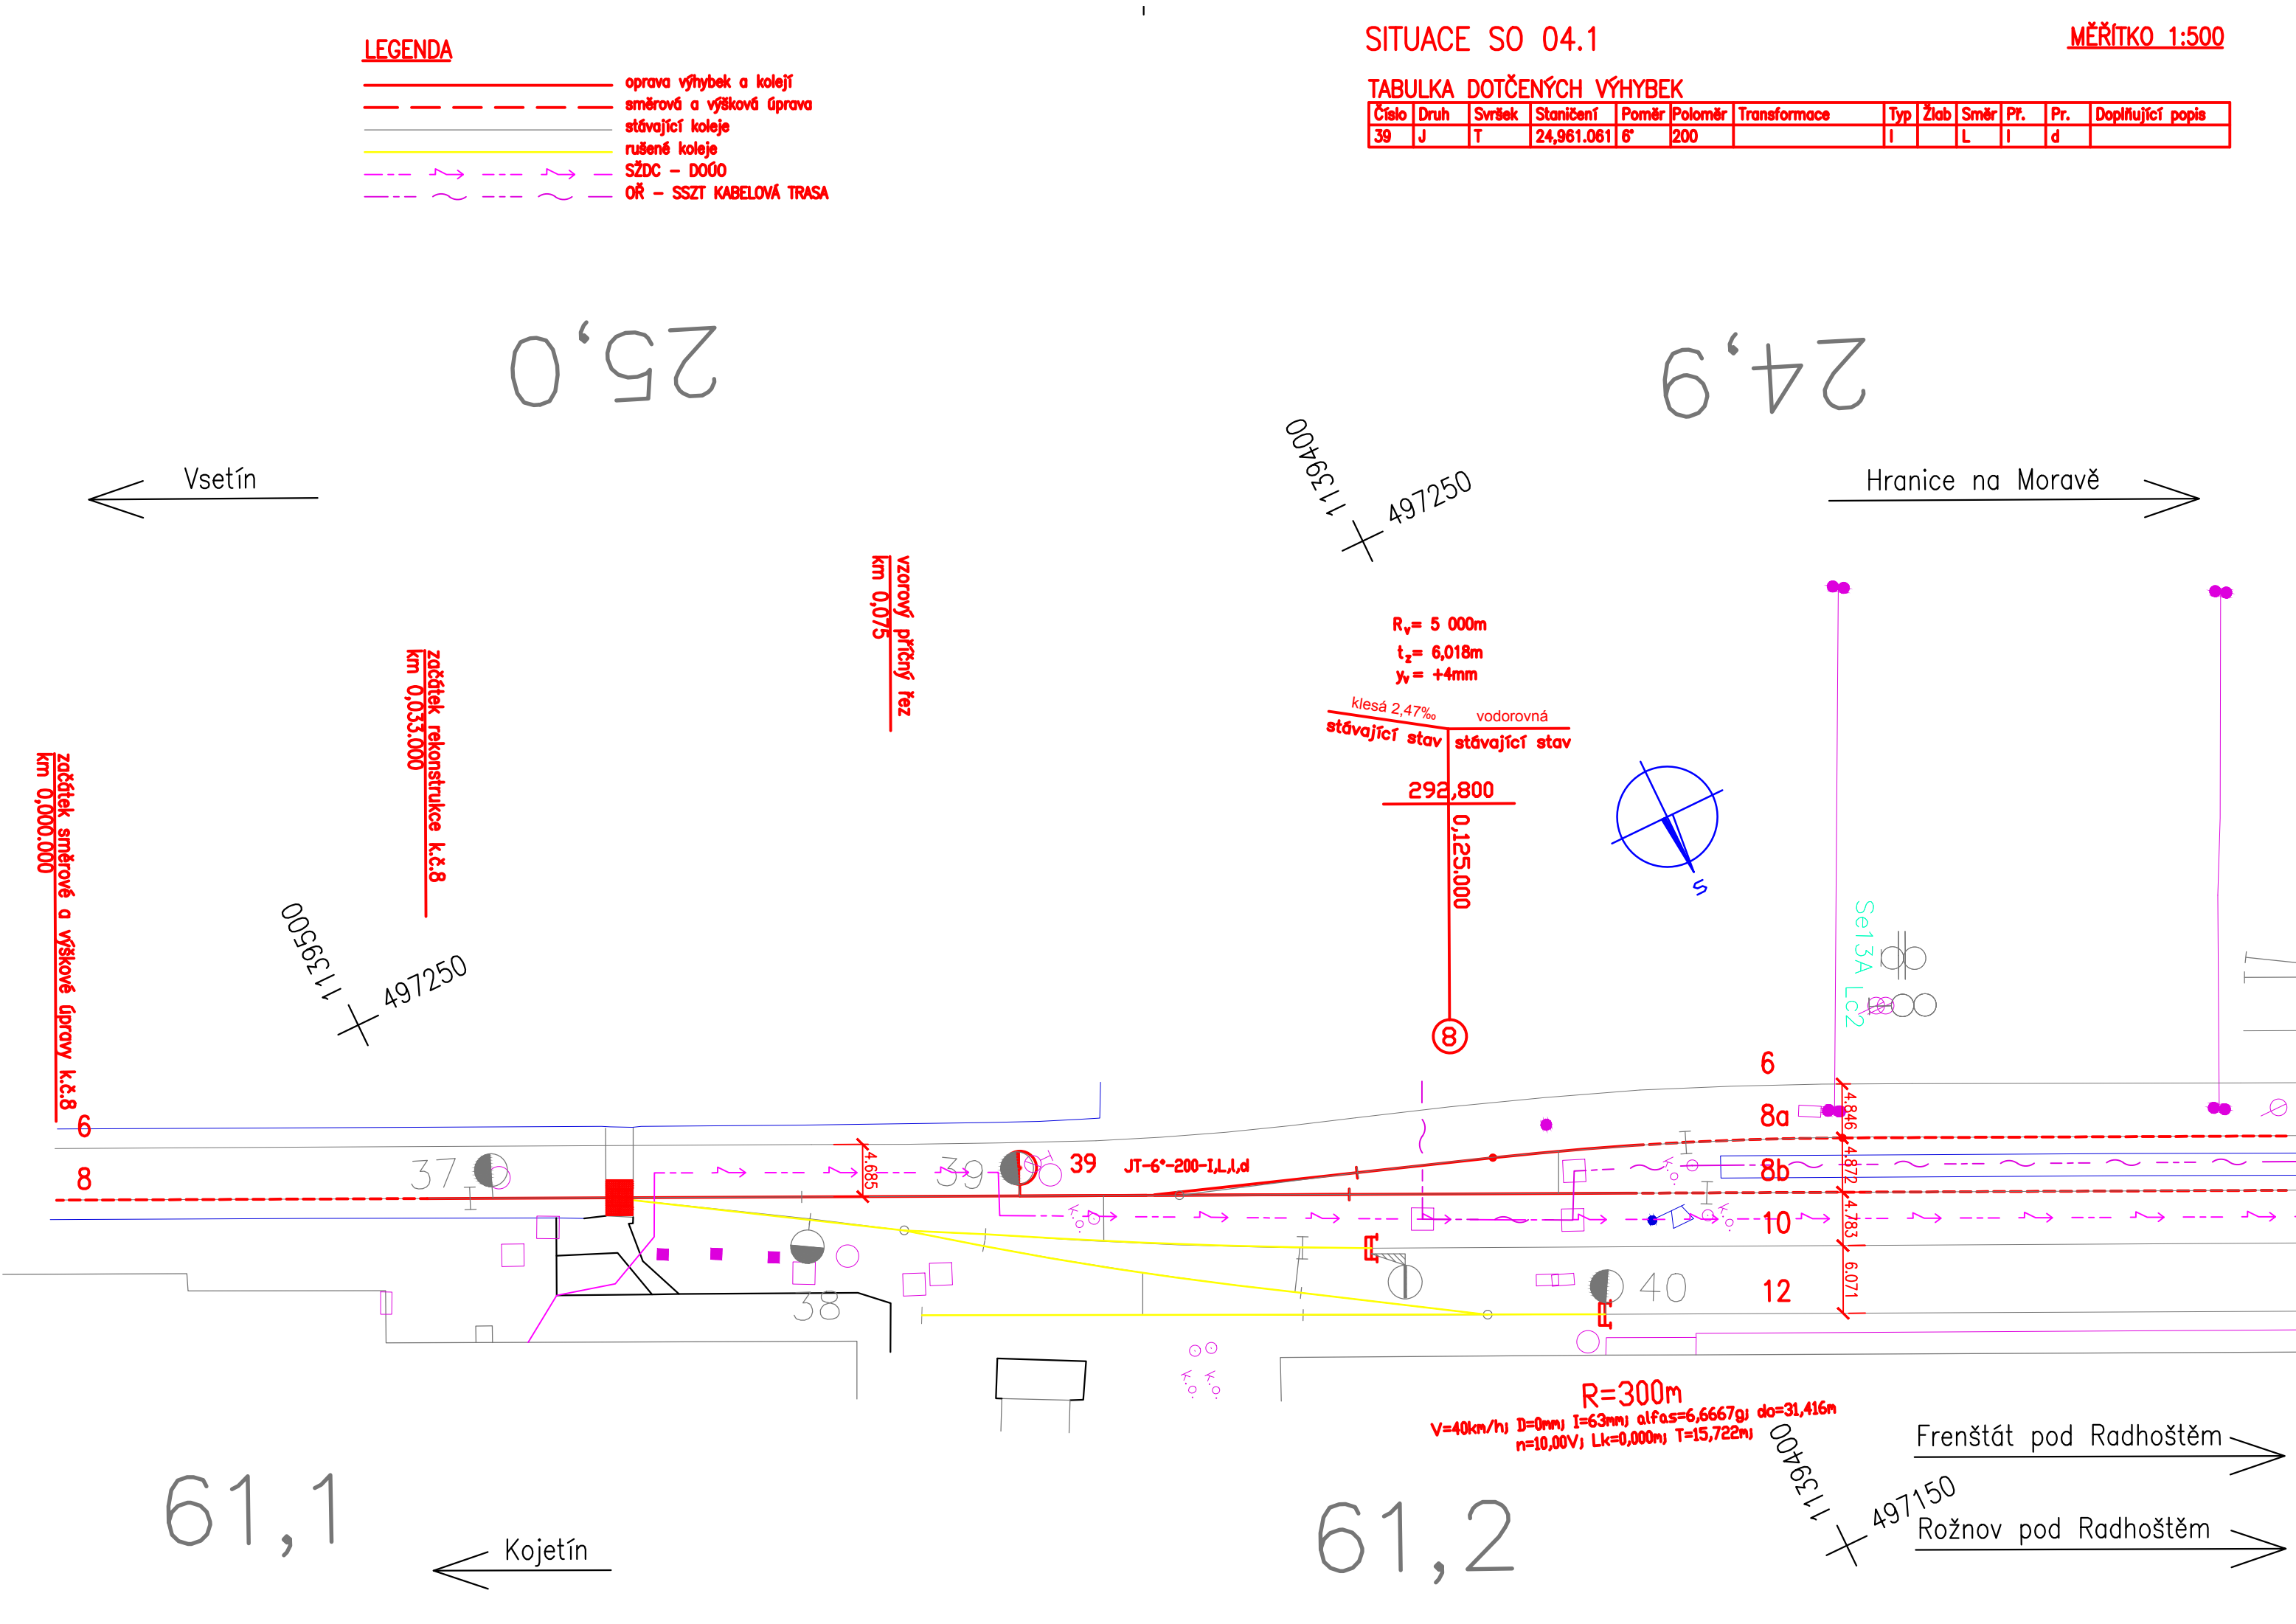 LEGENDA
oprava výhybek a kolejí
směrová a výšková úprava
stávající koleje
rušené koleje
SŽDC - DOÚO
OŘ - SSZT KABELOVÁ TRASA
SITUACE SO 04.1
MĚŘÍTKO 1:500
TABULKA DOTČENÝCH VÝHYBEK
Číslo Druh Svršek Staničení Poměr Poloměr Transformace Typ Žlab Směr Př. Pr. Doplňující popis
39 J T 24,961.061 6° 200 I L l d
25,0
24,9
Vsetín
Hranice na Moravě
1139400
497250
vzorový příčný řez
km 0,075
začátek rekonstrukce k.č.8
km 0,033.000
začátek směrové a výškové úpravy k.č.8
km 0,000.000
Rv= 5 000m
tz= 6,018m
yv= +4mm
klesá 2,47‰
vodorovná
stávající stav
stávající stav
292,800
0,125.000
8
S
1139500
497250
Se13A
Lc2
6
8
37
4.685
39
39
JT-6°-200-I,L,l,d
38
40
6
8a
8b
10
12
4.846
4.872
4.783
6.071
R=300m
V=40km/h; D=0mm; I=63mm; alfas=6,6667g; do=31,416m
n=10,00V; Lk=0,000m; T=15,722m;
1139400
497150
Frenštát pod Radhoštěm
Rožnov pod Radhoštěm
61,1
61,2
Kojetín